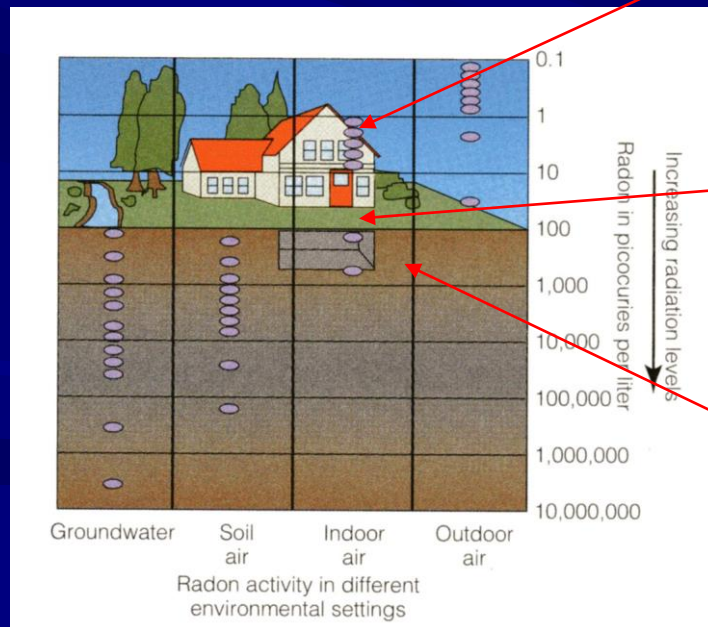 0.1
1
10
100
1,000
10,000
100,000
1,000,000
10,000,000
Radom in picocuries per liter
Increasing radiation levels
Groundwater
Soil
air
Indoor
air
Outdoor
air
Radon activity in different
environmental settings